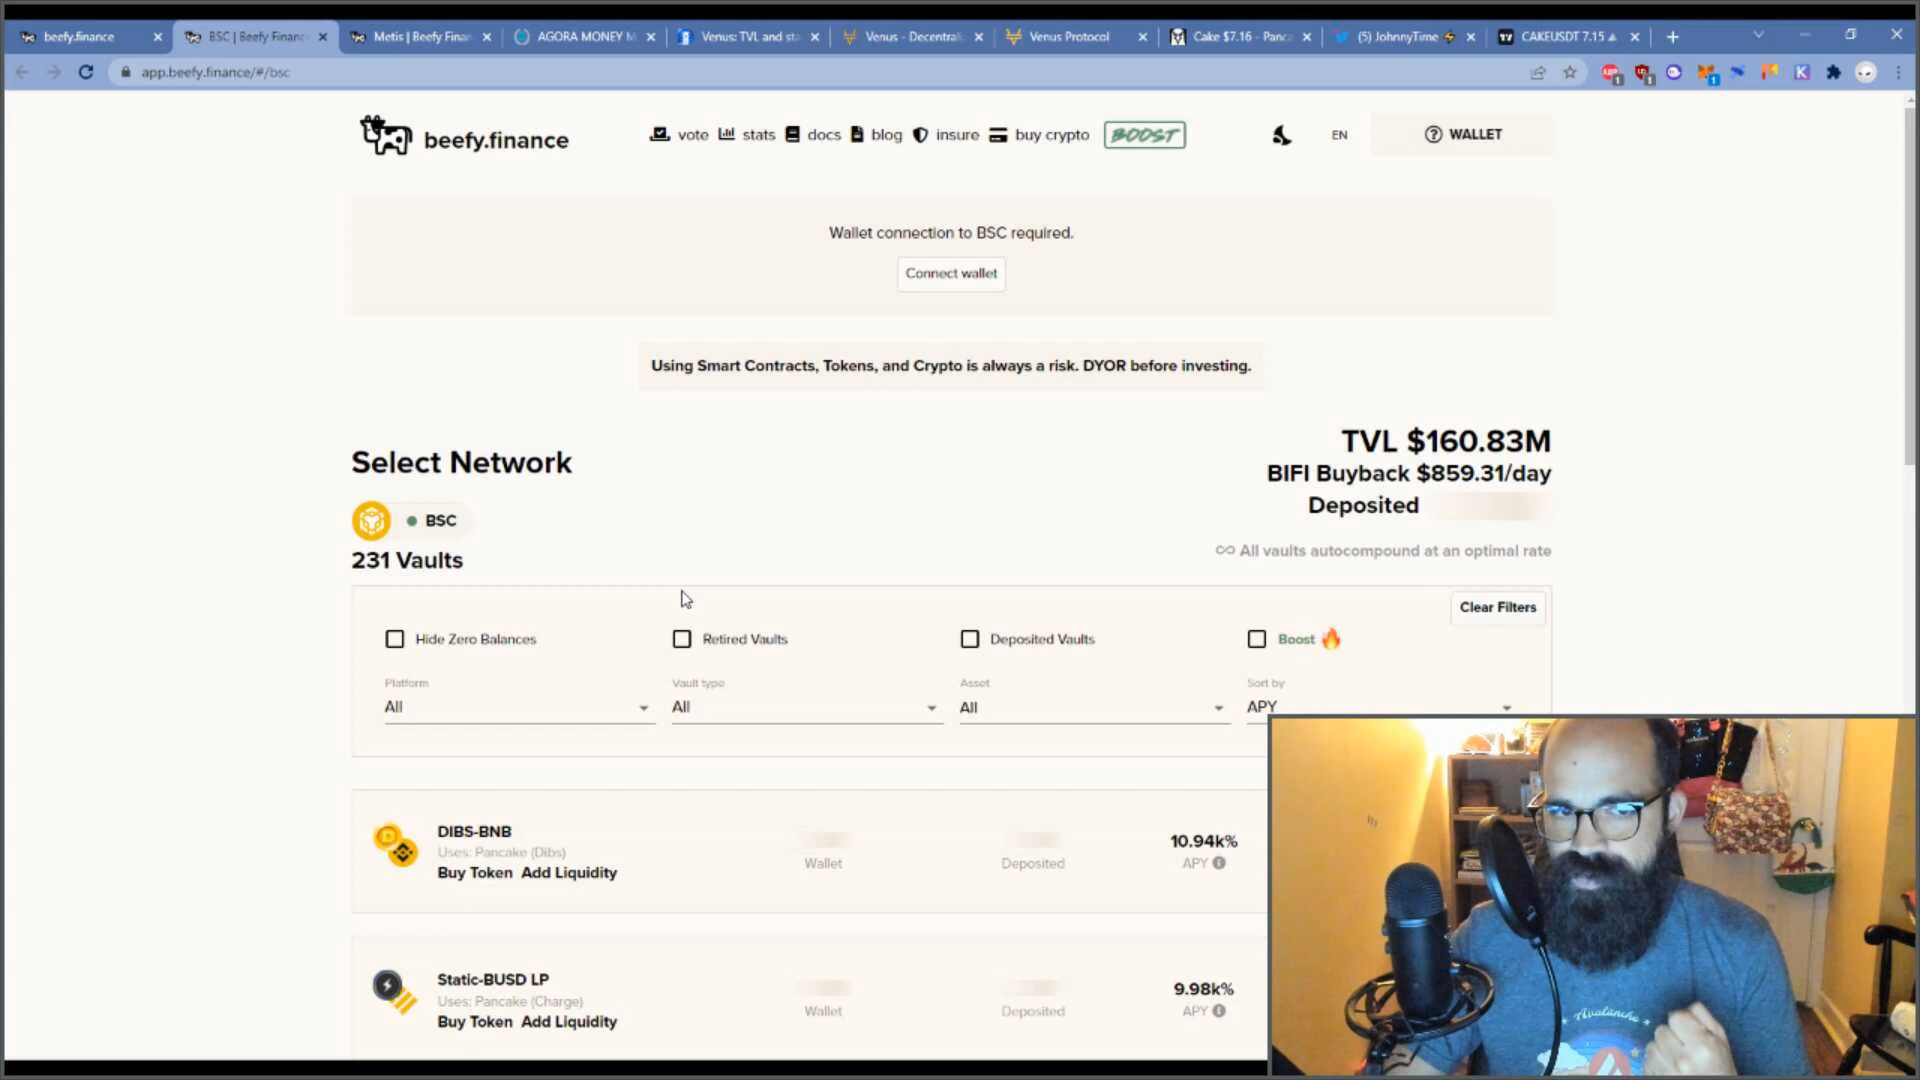 beefy.finance
BSC | Beefy Financ
Metis | Beefy Finan
AGORA MONEY M
Venus: TVL and sta
Venus - Decentrali
Venus Protocol
Cake $7.16 - Panc
(5) JohnnyTime
CAKEUSDT 7.15
app.beefy.finance/#/bsc
beefy.finance
vote
stats
docs
blog
insure
buy crypto
BOOST
EN
WALLET
Wallet connection to BSC required.
Connect wallet
Using Smart Contracts, Tokens, and Crypto is always a risk. DYOR before investing.
TVL $160.83M
Select Network
BIFI Buyback $859.31/day
Deposited
BSC
All vaults autocompound at an optimal rate
231 Vaults
Clear Filters
Hide Zero Balances
Retired Vaults
Deposited Vaults
Boost
Platform
Vault type
Asset
Sort by
All
All
All
APY
DIBS-BNB
Uses: Pancake (Dibs)
Buy Token Add Liquidity
Wallet
Deposited
10.94k%
APY
Static-BUSD LP
Uses: Pancake (Charge)
Buy Token Add Liquidity
Wallet
Deposited
9.98k%
APY
Avalanche